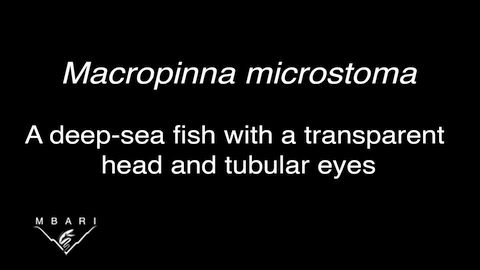 Macropinna microstoma
A deep-sea fish with a transparent
head and tubular eyes
MBARI